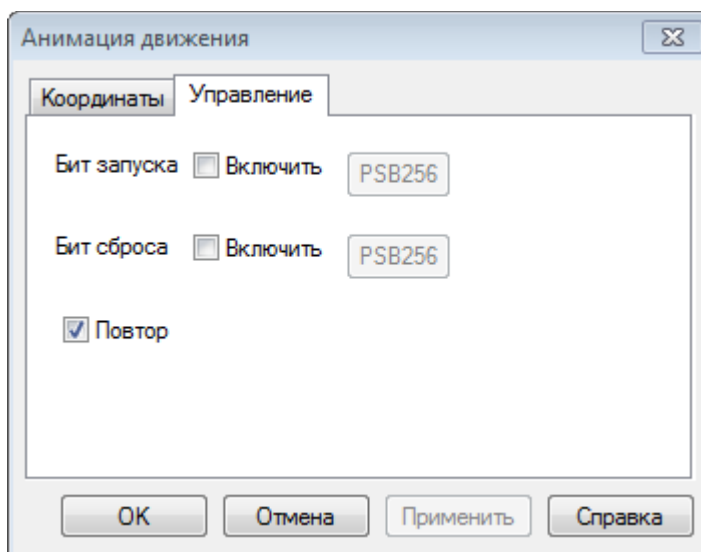 Анимация движения
Координаты Управление
Бит запуска Включить PSB256
Бит сброса Включить PSB256
Повтор
OK Отмена Применить Справка